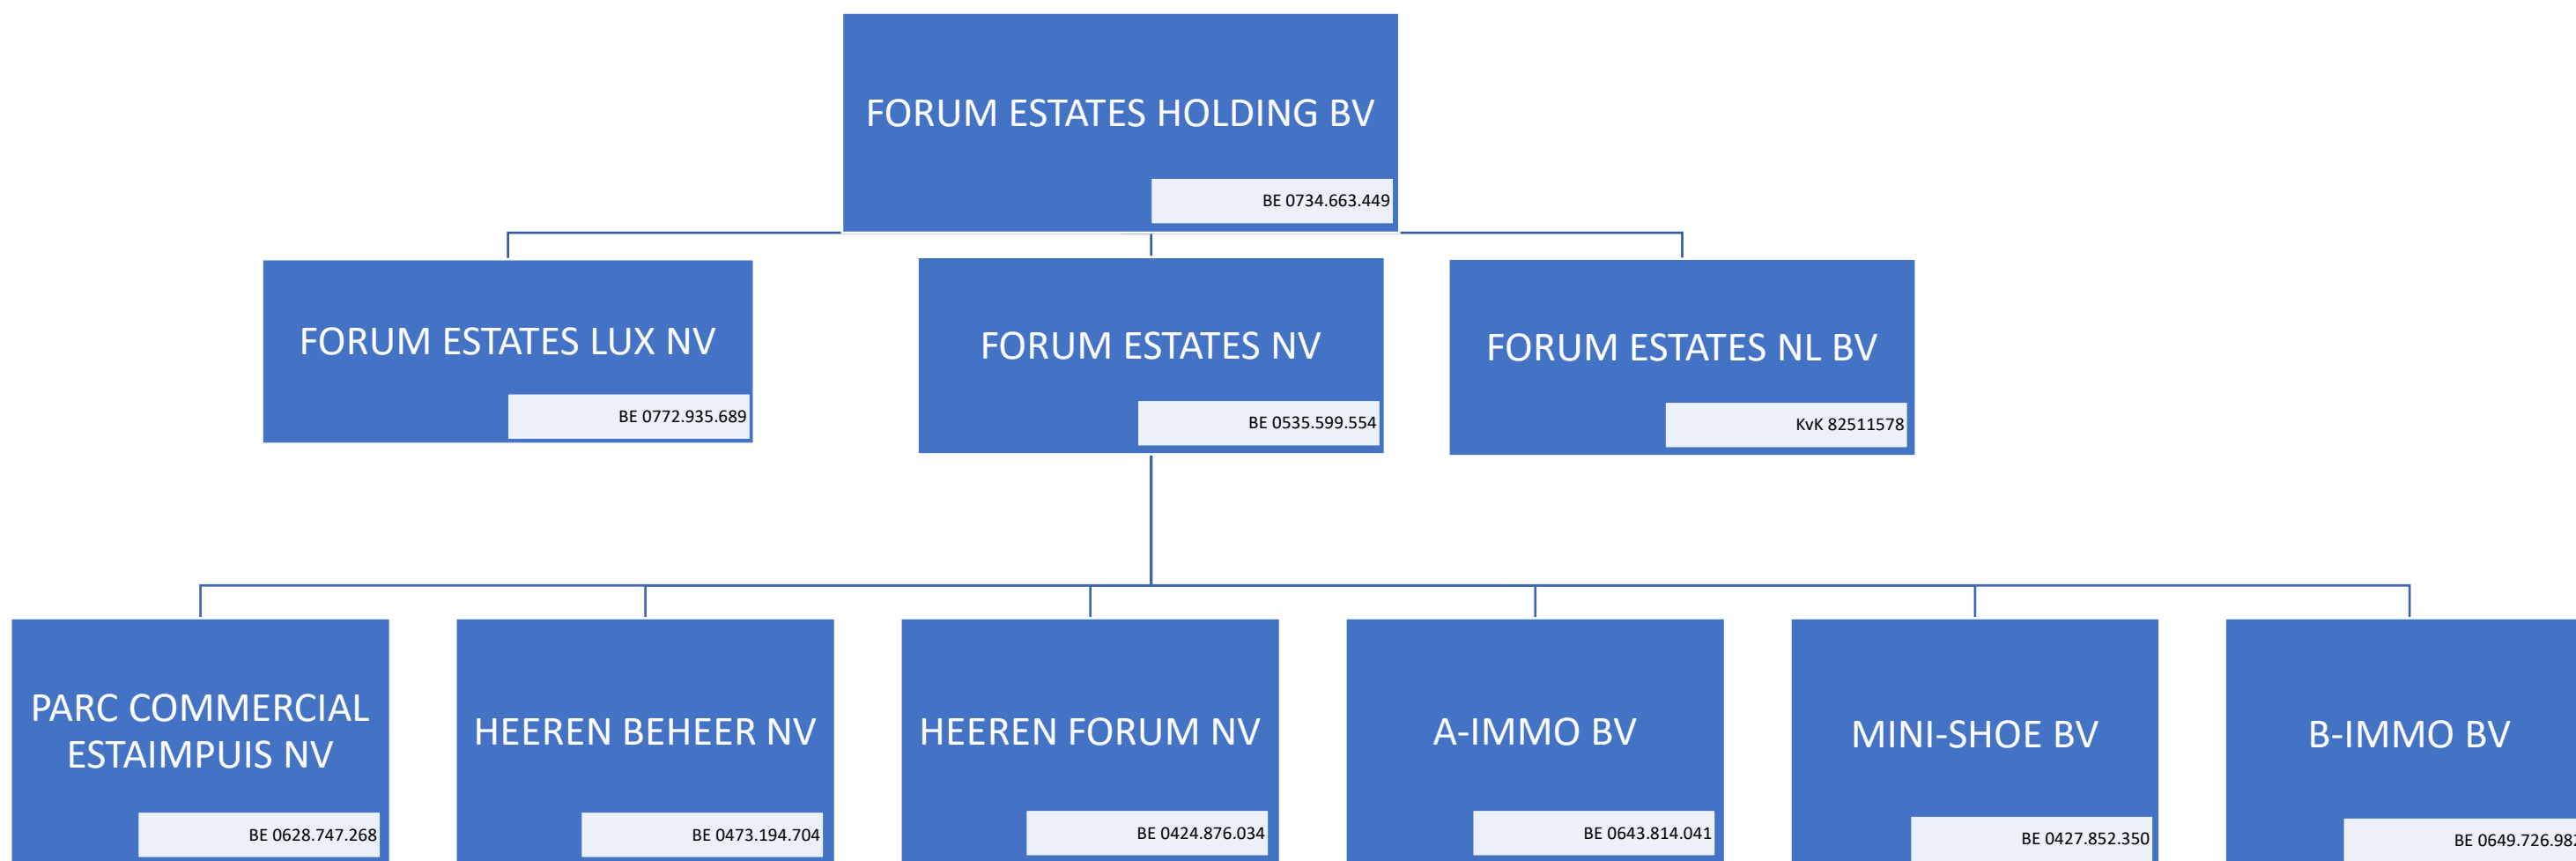 FORUM ESTATES HOLDING BV
BE 0734.663.449
FORUM ESTATES LUX NV
BE 0772.935.689
FORUM ESTATES NV
BE 0535.599.554
FORUM ESTATES NL BV
KvK 82511578
PARC COMMERCIAL
ESTAIMPUIS NV
BE 0628.747.268
HEEREN BEHEER NV
BE 0473.194.704
HEEREN FORUM NV
BE 0424.876.034
A-IMMO BV
BE 0643.814.041
MINI-SHOE BV
BE 0427.852.350
B-IMMO BV
BE